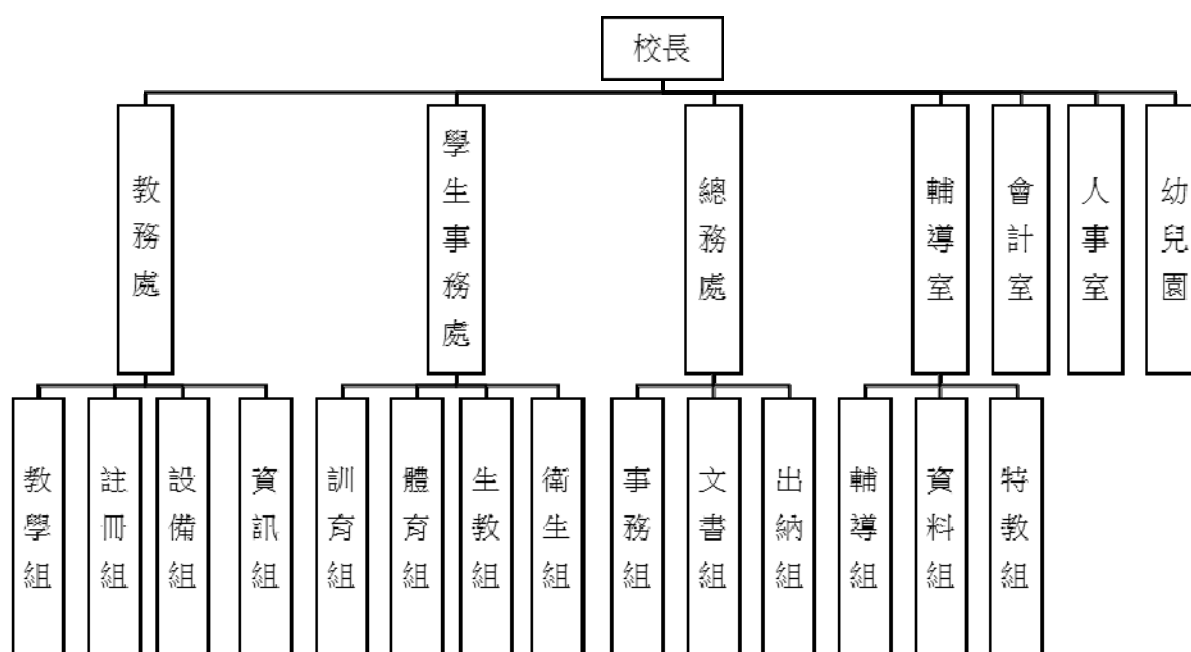 校長
教務處
學生事務處
總務處
輔導室
會計室
人事室
幼兒園
教學組
註冊組
設備組
資訊組
訓育組
體育組
生教組
衛生組
事務組
文書組
出納組
輔導組
資料組
特教組